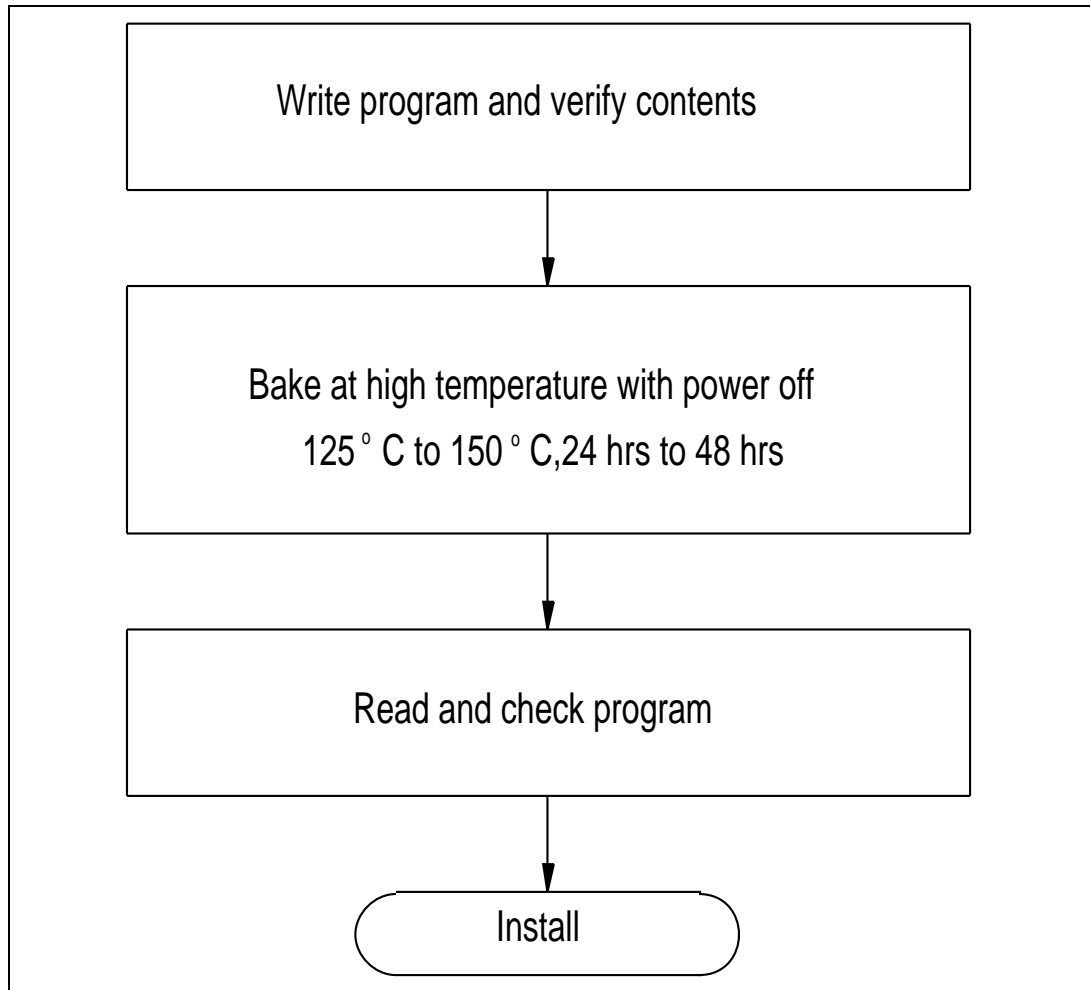 Write program and verify contents
Bake at high temperature with power off
125° C to 150 ° C,24 hrs to 48 hrs
Read and check program
Install